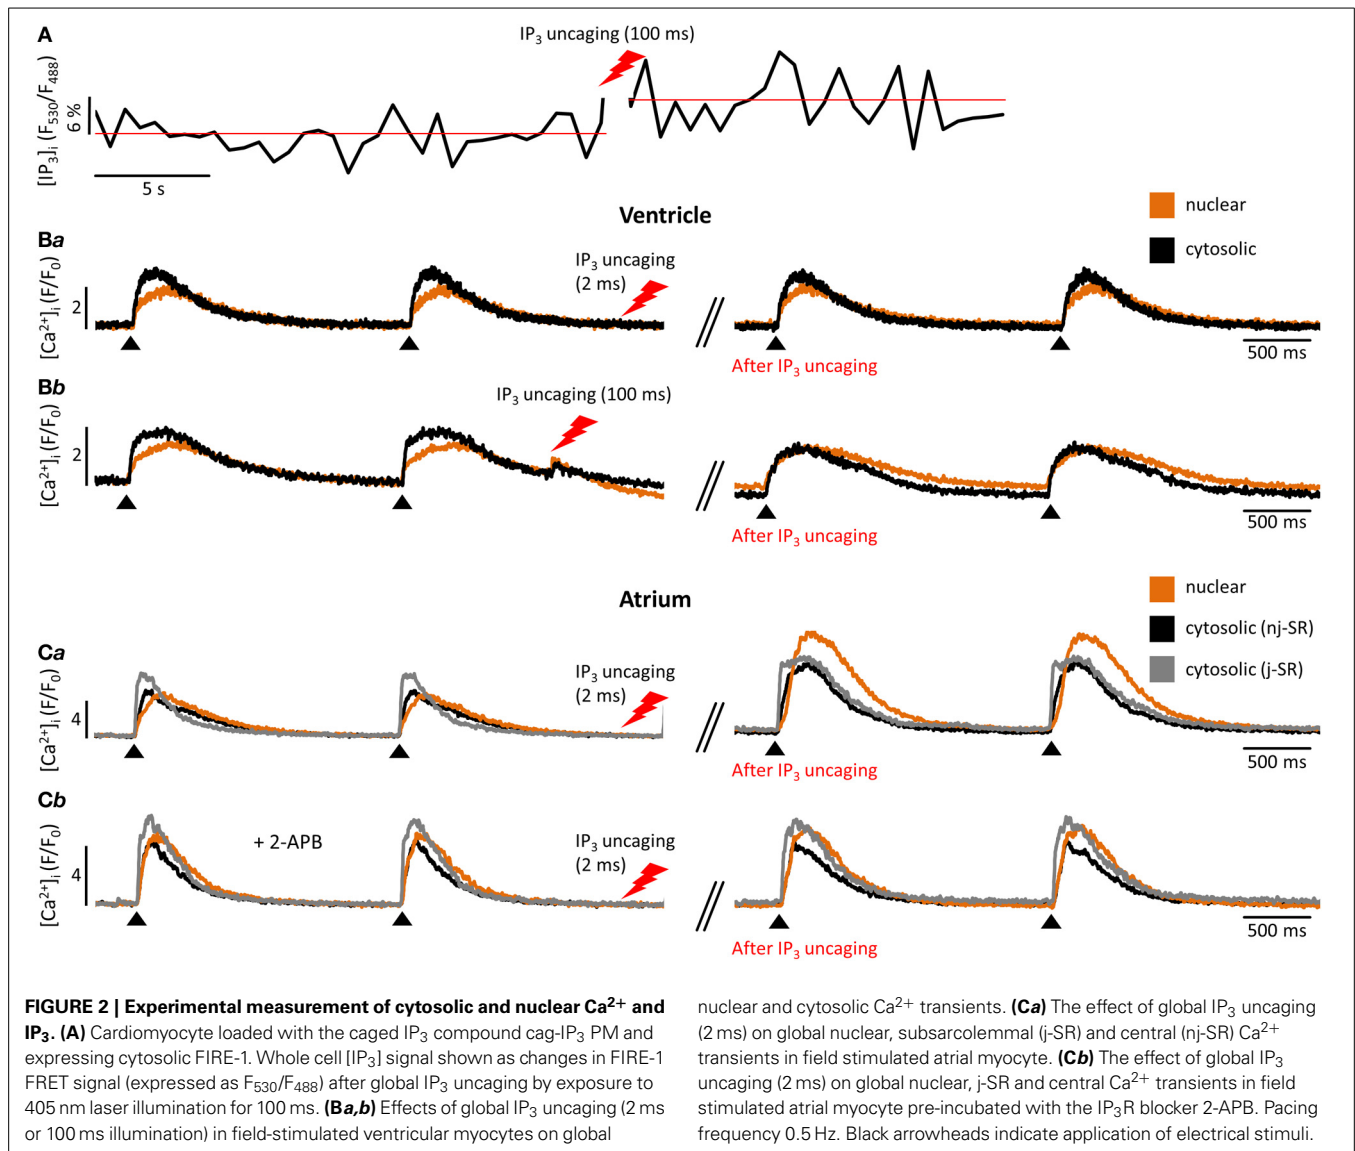 A
IP3 uncaging (100 ms)
[IP3]i (F530/F488)
6 %
5 s
Ventricle
nuclear
cytosolic
Ba
[Ca2+]i (F/F0)
2
IP3 uncaging
(2 ms)
After IP3 uncaging
500 ms
Bb
[Ca2+]i (F/F0)
2
IP3 uncaging (100 ms)
After IP3 uncaging
500 ms
Atrium
nuclear
cytosolic (nj-SR)
cytosolic (j-SR)
Ca
[Ca2+]i (F/F0)
4
IP3 uncaging
(2 ms)
After IP3 uncaging
500 ms
Cb
[Ca2+]i (F/F0)
4
+ 2-APB
IP3 uncaging
(2 ms)
After IP3 uncaging
500 ms
FIGURE 2 | Experimental measurement of cytosolic and nuclear Ca2+ and
IP3. (A) Cardiomyocyte loaded with the caged IP3 compound cag-IP3 PM and
expressing cytosolic FIRE-1. Whole cell [IP3] signal shown as changes in FIRE-1
FRET signal (expressed as F530/F488) after global IP3 uncaging by exposure to
405 nm laser illumination for 100 ms. (Ba,b) Effects of global IP3 uncaging (2 ms
or 100 ms illumination) in field-stimulated ventricular myocytes on global
nuclear and cytosolic Ca2+ transients. (Ca) The effect of global IP3 uncaging
(2 ms) on global nuclear, subsarcolemmal (j-SR) and central (nj-SR) Ca2+
transients in field stimulated atrial myocyte. (Cb) The effect of global IP3
uncaging (2 ms) on global nuclear, j-SR and central Ca2+ transients in field
stimulated atrial myocyte pre-incubated with the IP3R blocker 2-APB. Pacing
frequency 0.5 Hz. Black arrowheads indicate application of electrical stimuli.